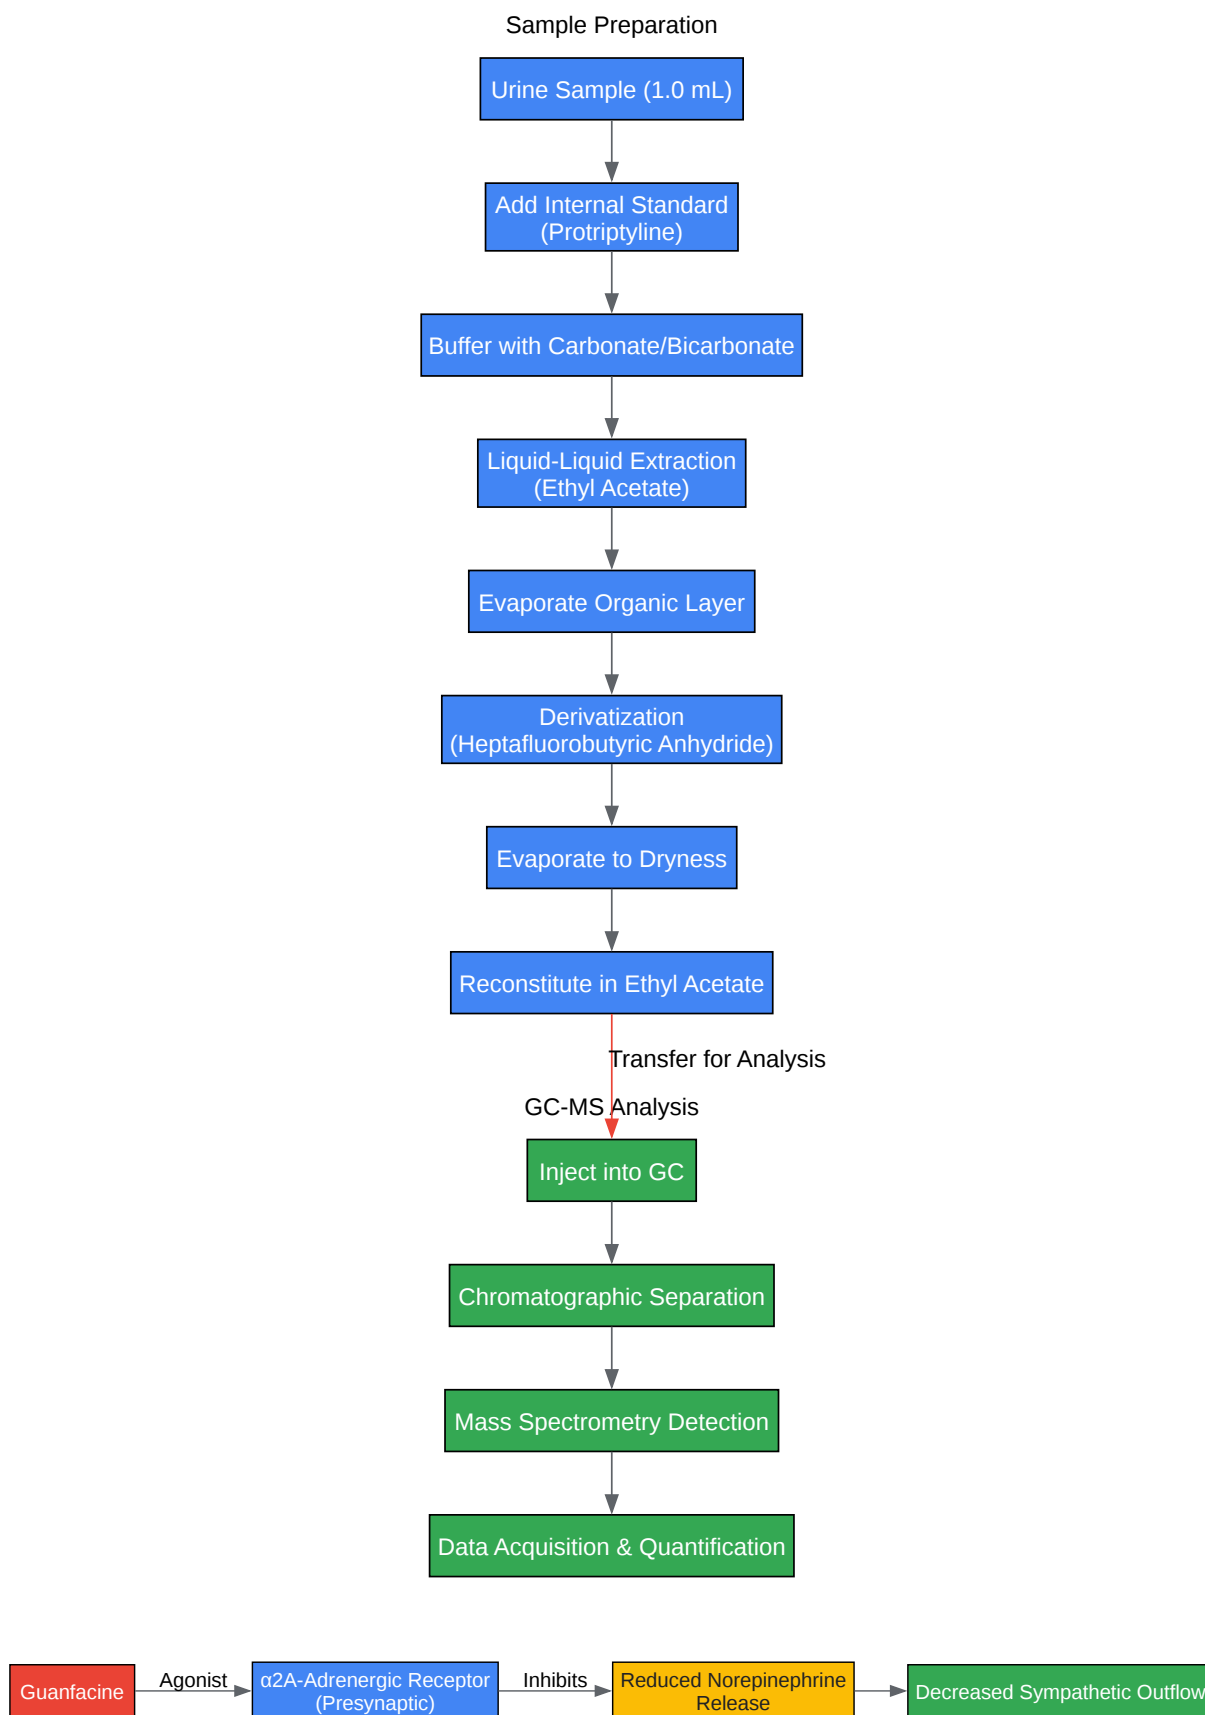 Sample Preparation
Urine Sample (1.0 mL)
Add Internal Standard
(Protriptyline)
Buffer with Carbonate/Bicarbonate
Liquid-Liquid Extraction
(Ethyl Acetate)
Evaporate Organic Layer
Derivatization
(Heptafluorobutyric Anhydride)
Evaporate to Dryness
Reconstitute in Ethyl Acetate
Transfer for Analysis
GC-MS Analysis
Inject into GC
Chromatographic Separation
Mass Spectrometry Detection
Data Acquisition & Quantification
Guanfacine
Agonist
α2A-Adrenergic Receptor
(Presynaptic)
Inhibits
Reduced Norepinephrine
Release
Decreased Sympathetic Outflow